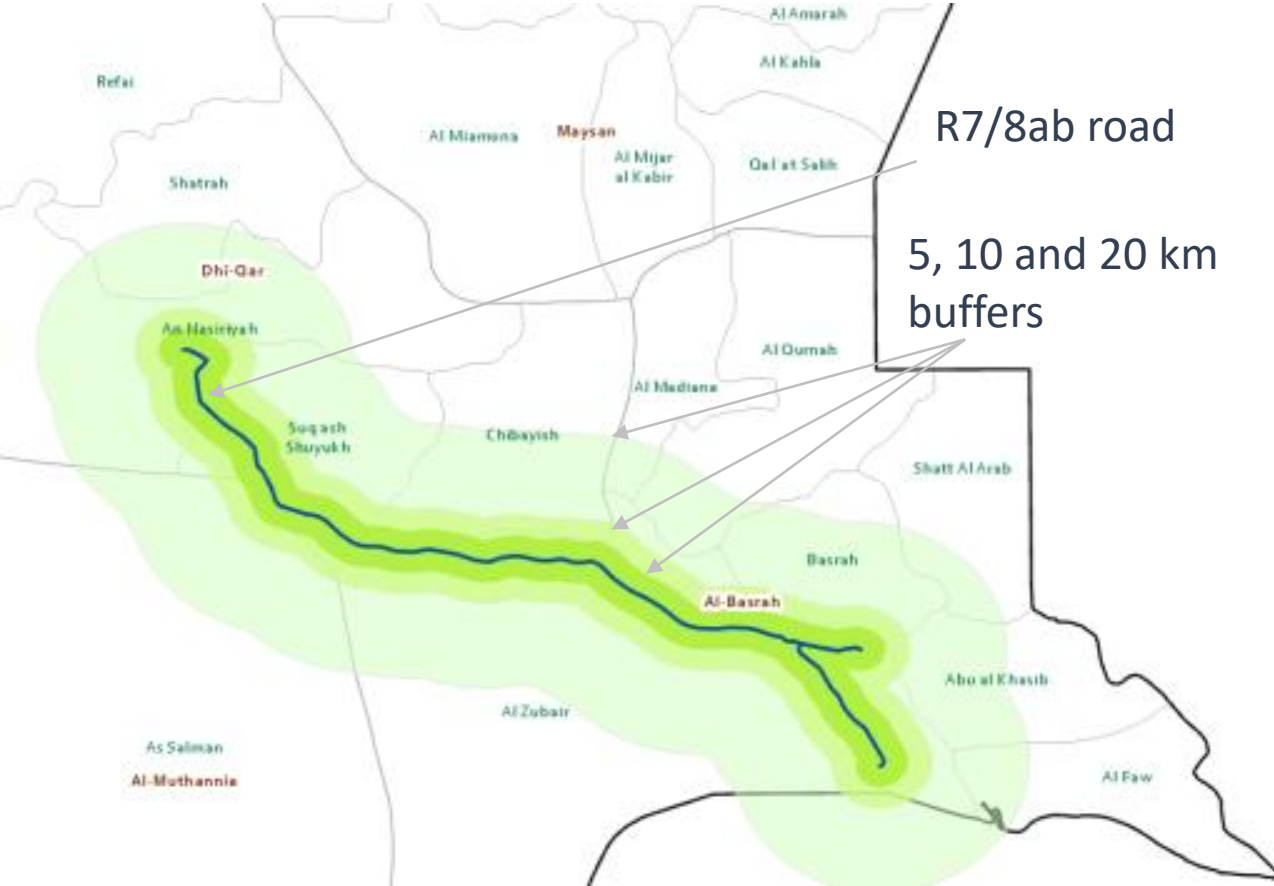 Al Amarah
Al Kahla
Refai
R7/8ab road
Al Miamona
Maysan
Al Mijar
al Kabir
Qal at Salih
Shatrah
5, 10 and 20 km
buffers
Dhi-Qar
An Nasiriyah
Al Qurnah
Al Madiana
Suq ash
Shuyukh
Chibayish
Shatt Al Arab
Basrah
Al-Basrah
Abu al Khasib
Al Zubair
As Salman
Al-Muthannia
Al Faw